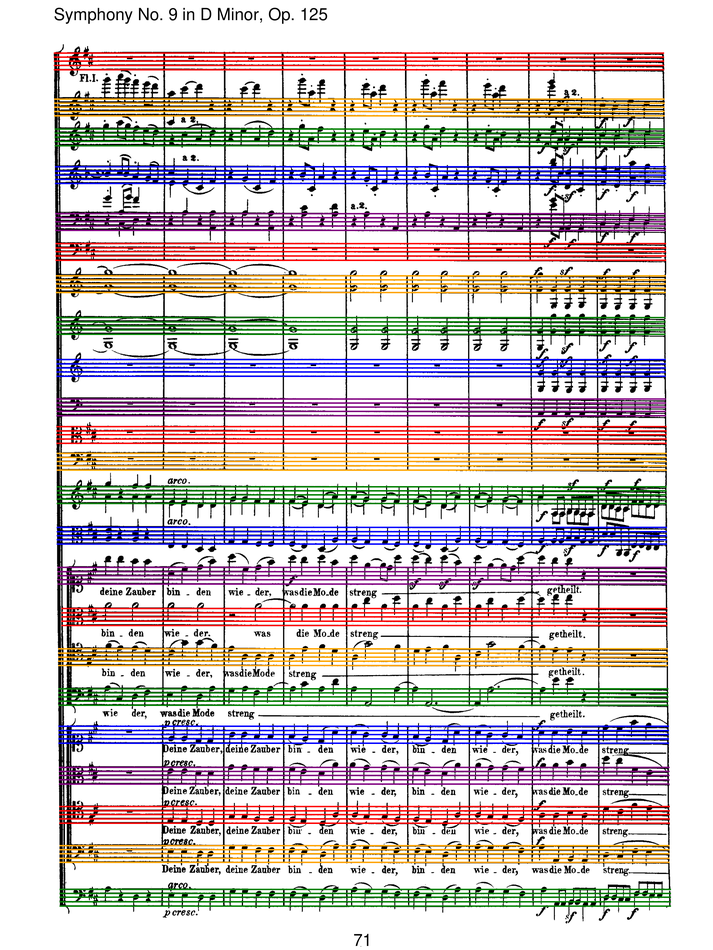 Symphony No. 9 in D Minor, Op. 125
Fl.I.
a 2.
a 2.
a 2.
a.2.
arco.
arco.
deine Zauber bin - den wie - der, was die Mo - de streng getheilt.
bin - den wie - der. was die Mo - de streng getheilt.
bin - den wie - der, was die Mode streng getheilt.
wie der, was die Mode streng getheilt.
p cresc.
Deine Zauber, deine Zauber bin - den wie - der, bin - den wie - der, was die Mo - de streng
p cresc.
Deine Zauber, deine Zauber bin - den wie - der, bin - den wie - der, was die Mo - de streng
p cresc.
Deine Zauber, deine Zauber bin - den wie - der, bin - den wie - der, was die Mo - de streng
p cresc.
Deine Zauber, deine Zauber bin - den wie - der, bin - den wie - der, was die Mo - de streng
arco.
p cresc.
71